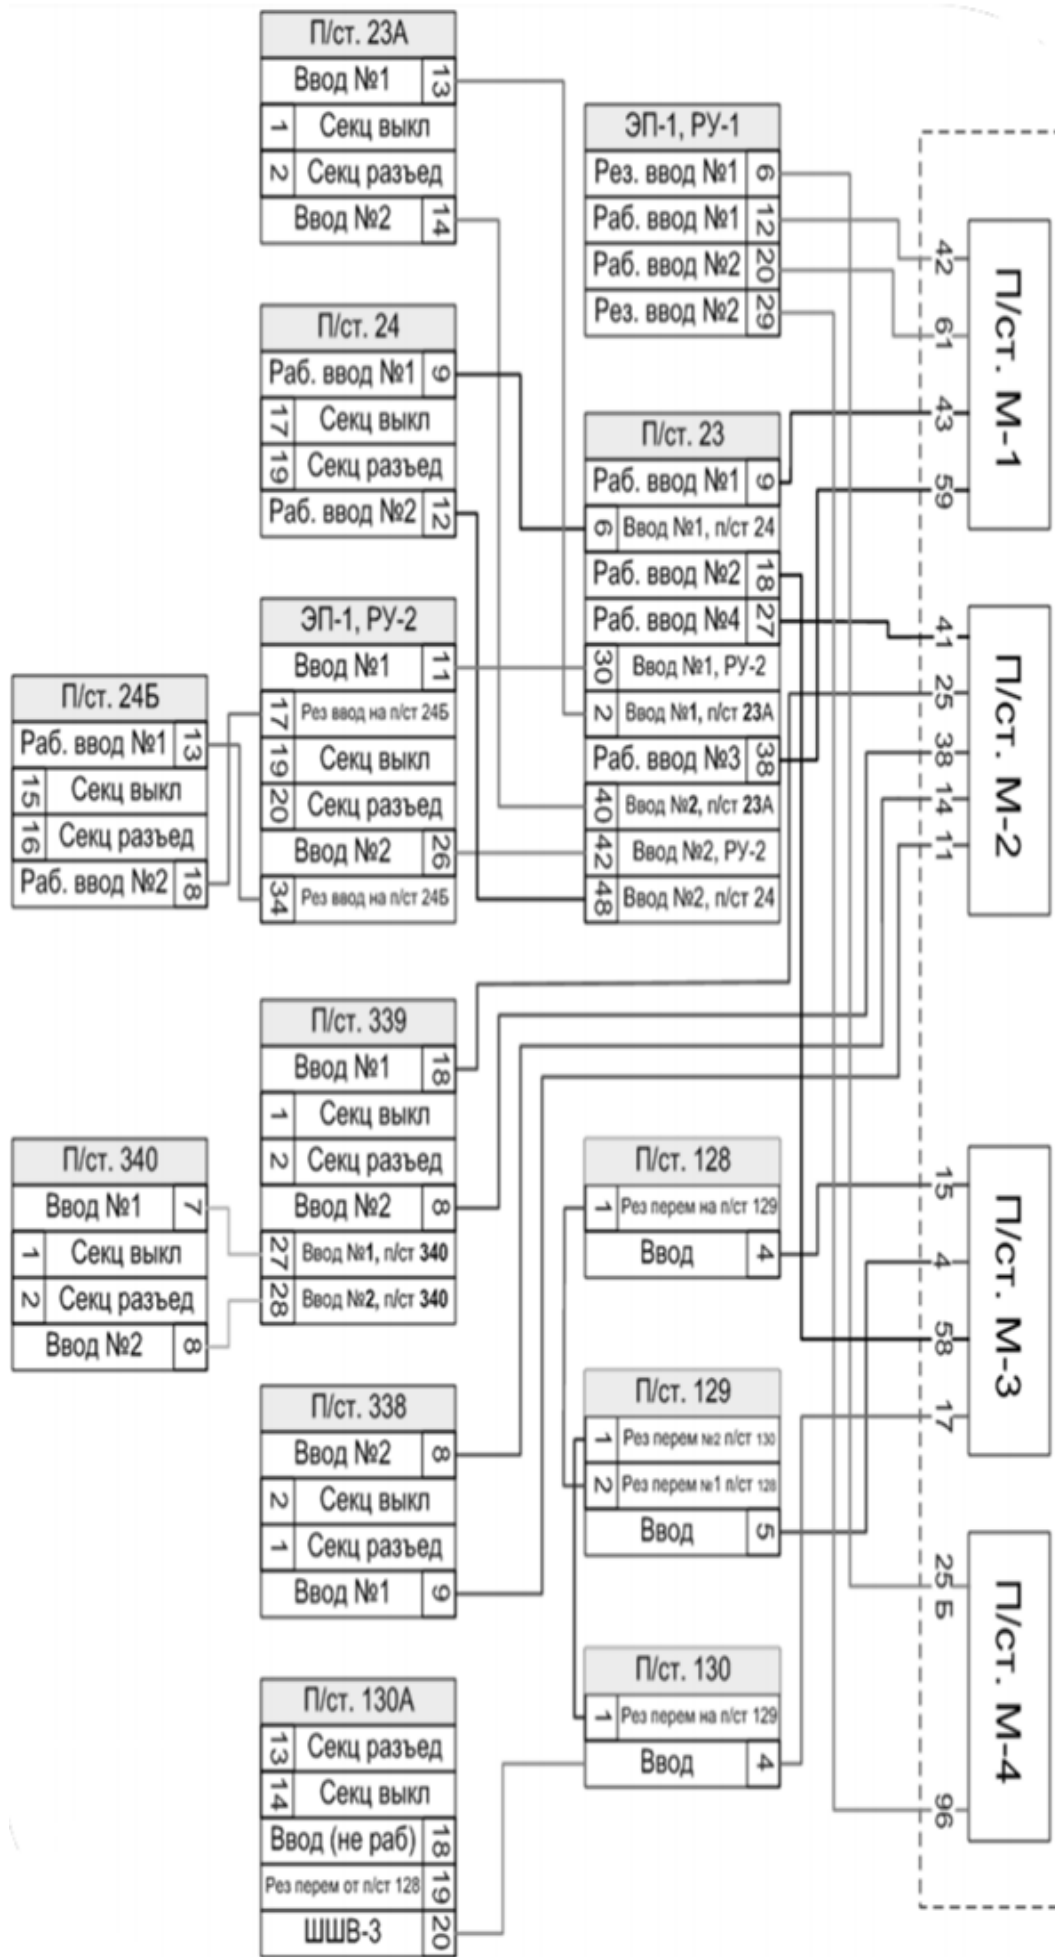 П/ст. 23А
Ввод №1 13
1 Секц выкл
2 Секц разъед
Ввод №2 14
П/ст. 24
Раб. ввод №1 9
17 Секц выкл
19 Секц разъед
Раб. ввод №2 12
ЭП-1, РУ-2
Ввод №1 11
17 Рез ввод на п/ст 24Б
19 Секц выкл
20 Секц разъед
Ввод №2 26
34 Рез ввод на п/ст 24Б
П/ст. 24Б
Раб. ввод №1 13
15 Секц выкл
16 Секц разъед
Раб. ввод №2 18
П/ст. 339
Ввод №1 18
1 Секц выкл
2 Секц разъед
Ввод №2 8
27 Ввод №1, п/ст 340
28 Ввод №2, п/ст 340
П/ст. 340
Ввод №1 7
1 Секц выкл
2 Секц разъед
Ввод №2 8
П/ст. 338
Ввод №2 8
2 Секц выкл
1 Секц разъед
Ввод №1 9
П/ст. 130А
13 Секц разъед
14 Секц выкл
Ввод (не раб) 18
Рез перем от п/ст 128 19
ШШВ-3 20
ЭП-1, РУ-1
Рез. ввод №1 6
Раб. ввод №1 12
Раб. ввод №2 20
Рез. ввод №2 29
П/ст. 23
Раб. ввод №1 9
6 Ввод №1, п/ст 24
Раб. ввод №2 18
Раб. ввод №4 27
30 Ввод №1, РУ-2
2 Ввод №1, п/ст 23А
Раб. ввод №3 38
40 Ввод №2, п/ст 23А
42 Ввод №2, РУ-2
48 Ввод №2, п/ст 24
П/ст. 128
1 Рез перем на п/ст 129
Ввод 4
П/ст. 129
1 Рез перем №2 п/ст 130
2 Рез перем №1 п/ст 128
Ввод 5
П/ст. 130
1 Рез перем на п/ст 129
Ввод 4
42
61
43
59
П/ст. М-1
41
25
38
14
11
П/ст. М-2
15
4
58
17
П/ст. М-3
25 Б
96
П/ст. М-4